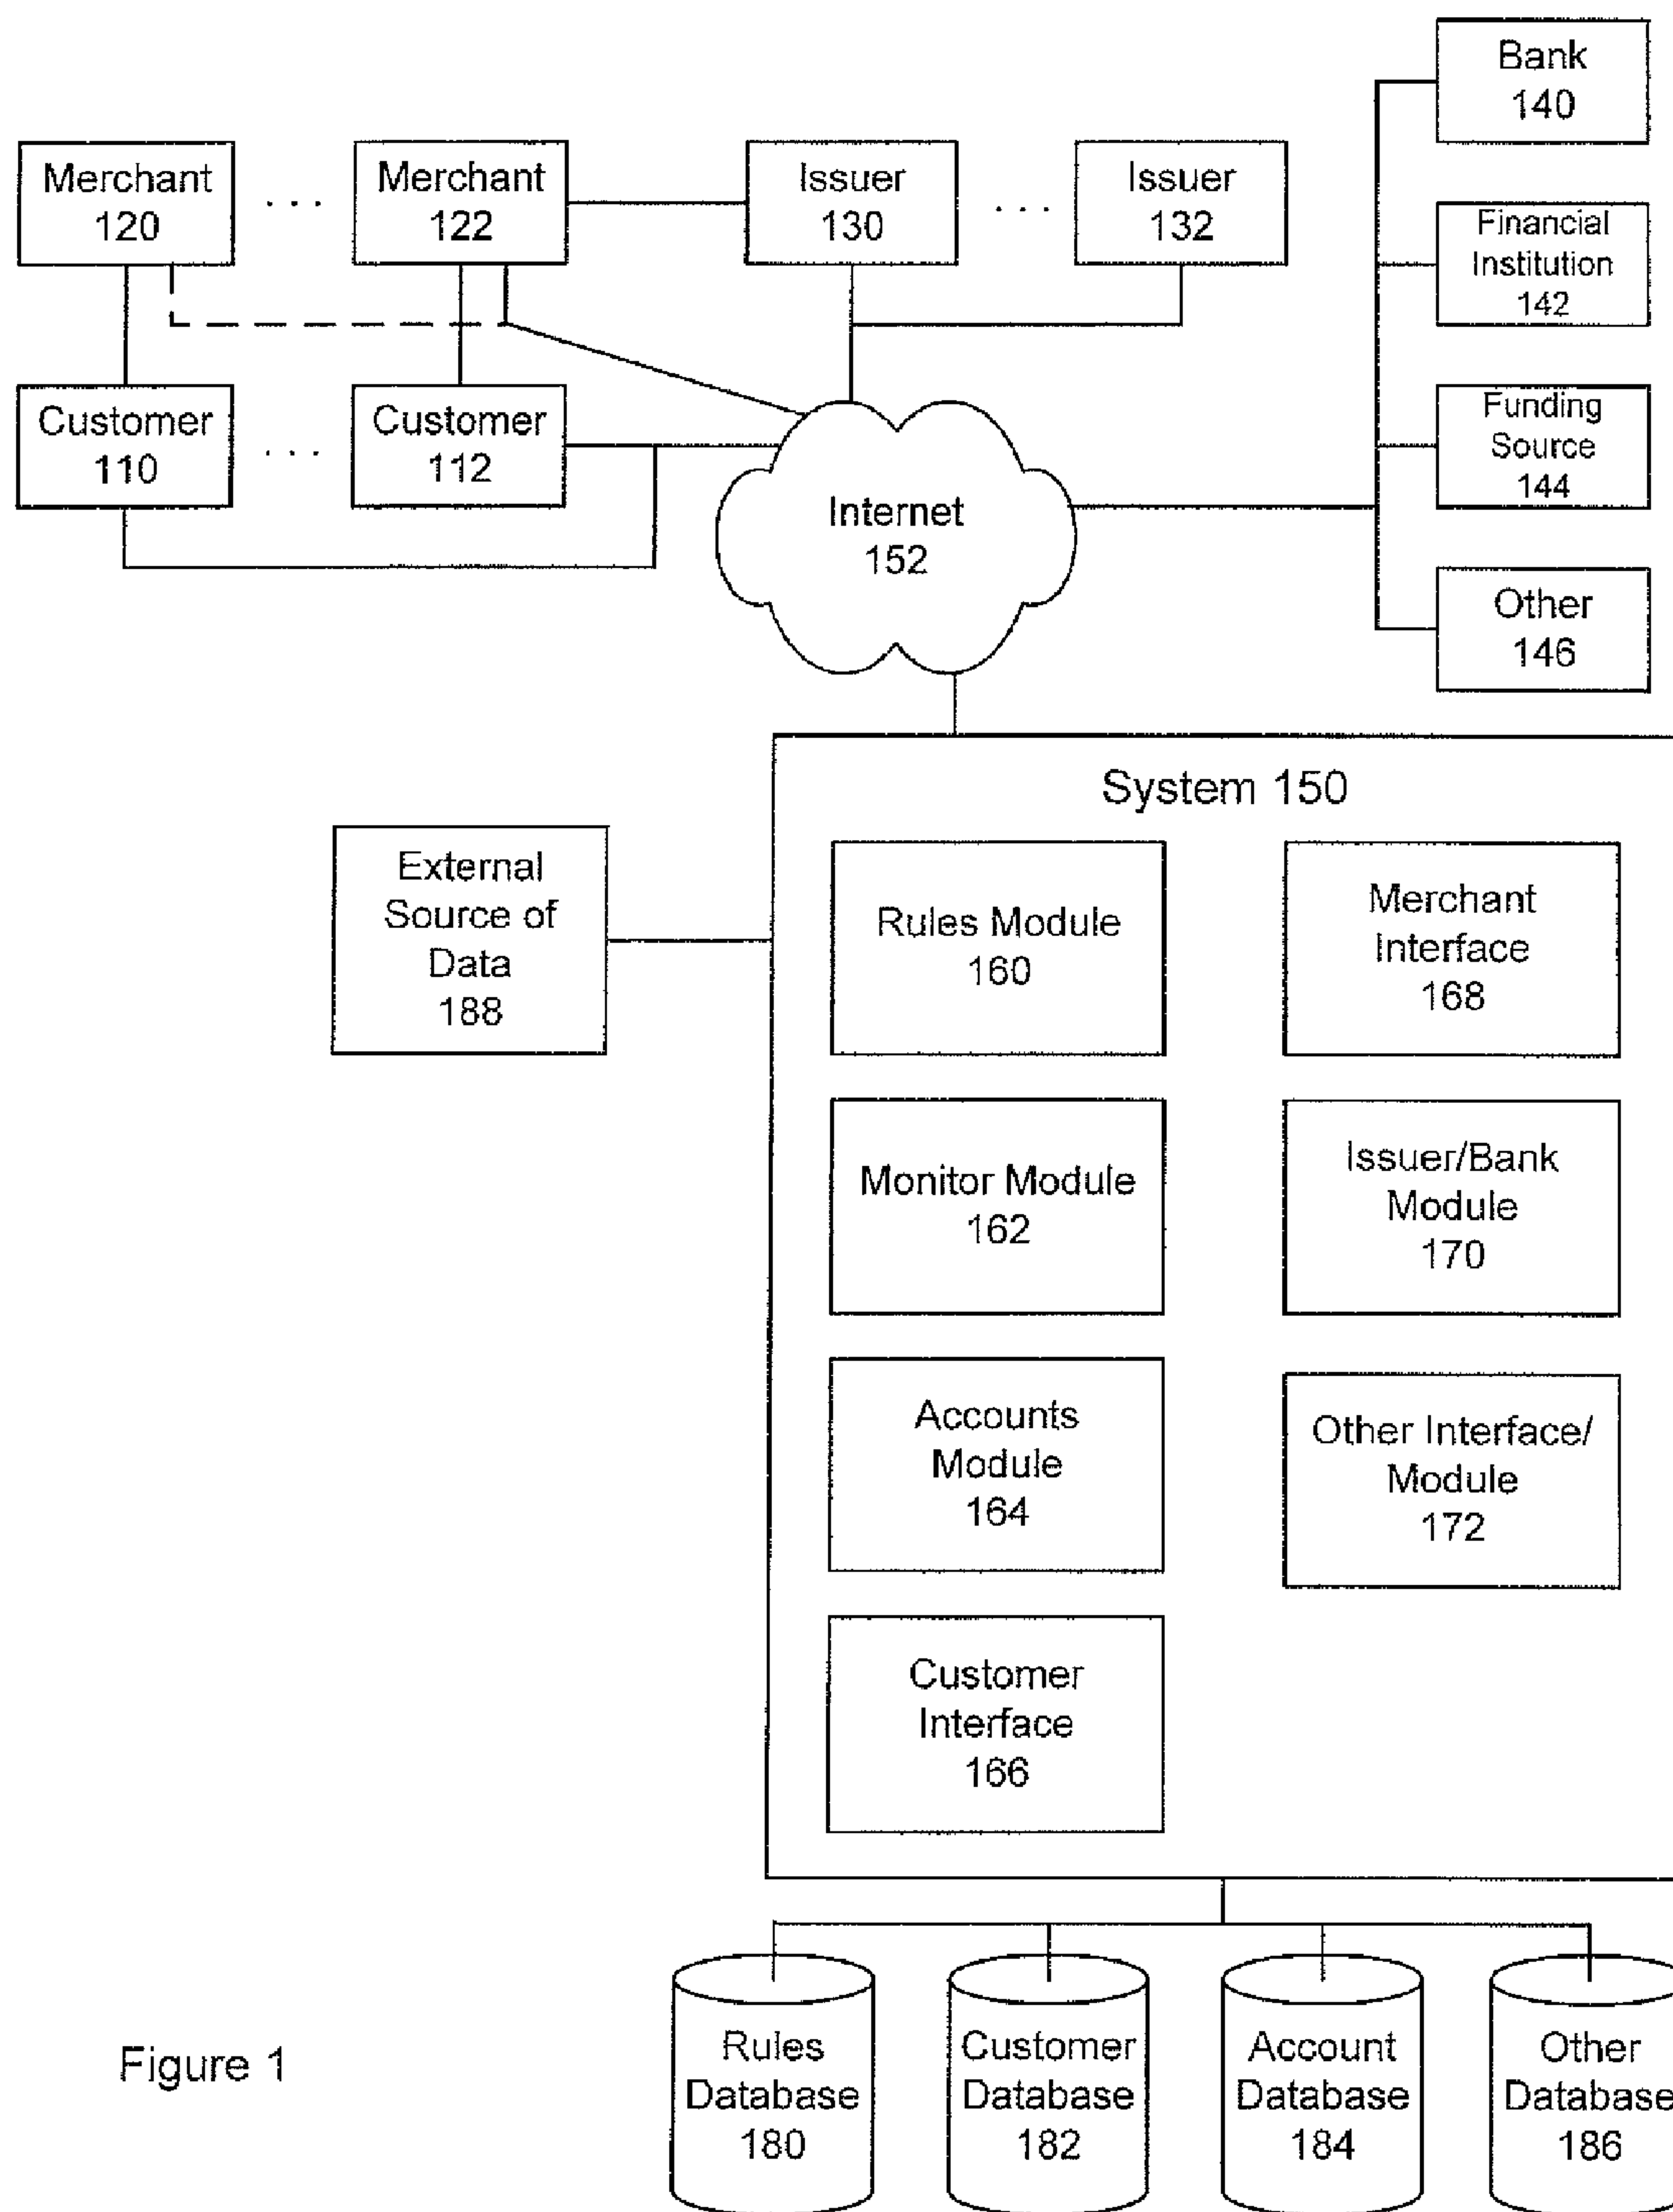 Bank
140
Merchant
120
. . .
Merchant
122
Issuer
130
. . .
Issuer
132
Financial
Institution
142
Customer
110
. . .
Customer
112
Funding
Source
144
Internet
152
Other
146
System 150
External
Source of
Data
188
Rules Module
160
Merchant
Interface
168
Monitor Module
162
Issuer/Bank
Module
170
Accounts
Module
164
Other Interface/
Module
172
Customer
Interface
166
Figure 1
Rules
Database
180
Customer
Database
182
Account
Database
184
Other
Database
186